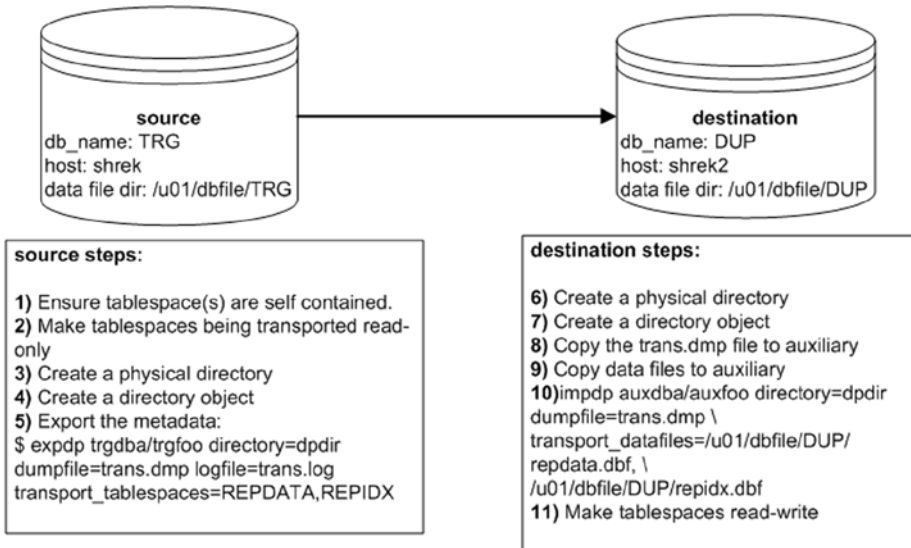 source
db_name: TRG
host: shrek
data file dir: /u01/dbfile/TRG
destination
db_name: DUP
host: shrek2
data file dir: /u01/dbfile/DUP
source steps:
1) Ensure tablespace(s) are self contained.
2) Make tablespaces being transported read-
only
3) Create a physical directory
4) Create a directory object
5) Export the metadata:
$ expdp trgdba/trgfoo directory=dpdir
dumpfile=trans.dmp logfile=trans.log
transport_tablespaces=REPDATA,REPIDX
destination steps:
6) Create a physical directory
7) Create a directory object
8) Copy the trans.dmp file to auxiliary
9) Copy data files to auxiliary
10)impdp auxdba/auxfoo directory=dpdir
dumpfile=trans.dmp \
transport_datafiles=/u01/dbfile/DUP/
repdata.dbf, \
/u01/dbfile/DUP/repidx.dbf
11) Make tablespaces read-write